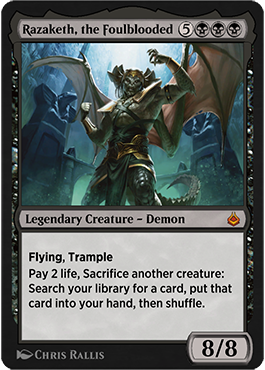 Razaketh, the Foulblooded 5
Legendary Creature – Demon
Flying, Trample
Pay 2 life, Sacrifice another creature:
Search your library for a card, put that
card into your hand, then shuffle.
Chris Rallis
8/8